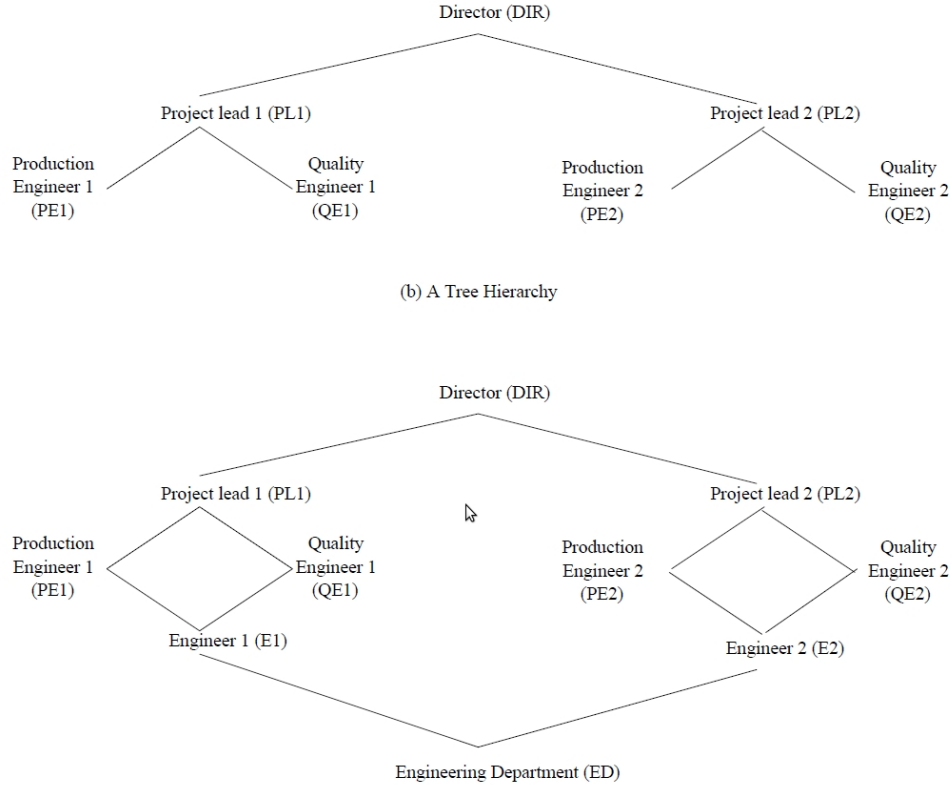 Director (DIR)
Project lead 1 (PL1)
Project lead 2 (PL2)
Production
Engineer 1
(PE1)
Quality
Engineer 1
(QE1)
Production
Engineer 2
(PE2)
Quality
Engineer 2
(QE2)
(b) A Tree Hierarchy
Director (DIR)
Project lead 1 (PL1)
Project lead 2 (PL2)
Production
Engineer 1
(PE1)
Quality
Engineer 1
(QE1)
Production
Engineer 2
(PE2)
Quality
Engineer 2
(QE2)
Engineer 1 (E1)
Engineer 2 (E2)
Engineering Department (ED)